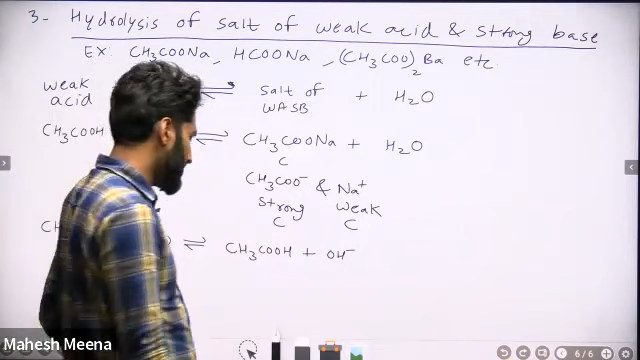 3- Hydrolysis of salt of weak acid & strong base
EX. CH₃COONa, HCOONa, (CH₃COO)₂Ba etc.
weak acid ⇌ salt of WASB + H₂O
CH₃COOH ⇌ CH₃COONa + H₂O
C
CH₃COO⁻ & Na⁺
strong weak
C C
CH ⇌ CH₃COOH + OH⁻
Mahesh Meena
6/6